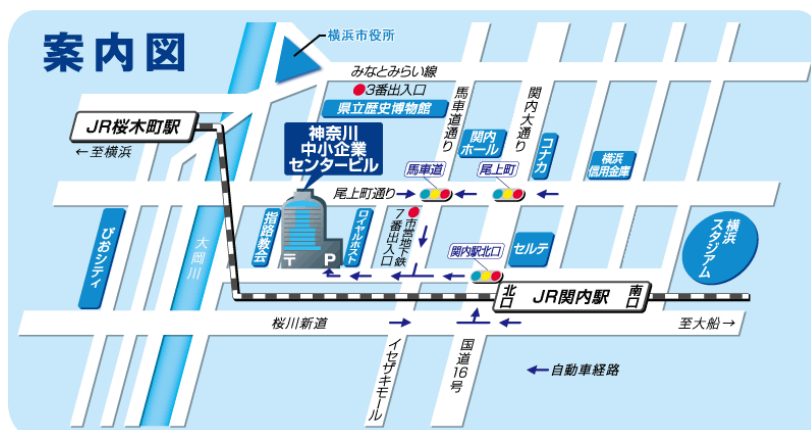 案内図
横浜市役所
みなとみらい線
3番出入口
県立歴史博物館
馬車道通り
関内大通り
関内
ホール
コナカ
横浜
信用金庫
JR桜木町駅
←至横浜
神奈川
中小企業
センタービル
馬車道
尾上町
尾上町通り
ぴおシティ
大岡川
指路教会
〒 P
ロイヤルホスト
市営地下鉄
7番出入口
関内駅北口
セルテ
横浜
スタジアム
北口
JR関内駅
南口
桜川新道
至大船→
イセザキモール
国道16号
自動車経路